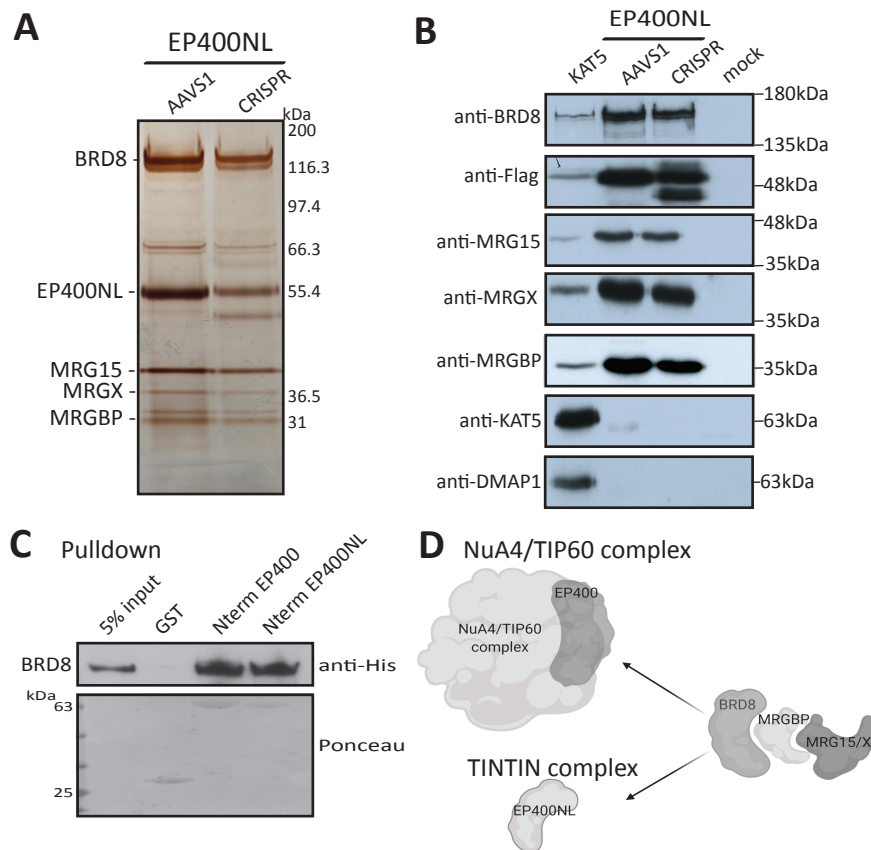 A
EP400NL
AAVS1
CRISPR
kDa
200
BRD8
116.3
97.4
66.3
EP400NL
55.4
MRG15
MRGX
36.5
MRGBP
31
B
EP400NL
KAT5
AAVS1
CRISPR
mock
180kDa
anti-BRD8
135kDa
anti-Flag
48kDa
48kDa
anti-MRG15
35kDa
anti-MRGX
35kDa
anti-MRGBP
35kDa
anti-KAT5
63kDa
anti-DMAP1
63kDa
C
Pulldown
5% input
GST
Nterm EP400
Nterm EP400NL
BRD8
anti-His
kDa
63
Ponceau
25
D
NuA4/TIP60 complex
EP400
NuA4/TIP60
complex
BRD8
MRGBP
MRG15/X
TINTIN complex
EP400NL